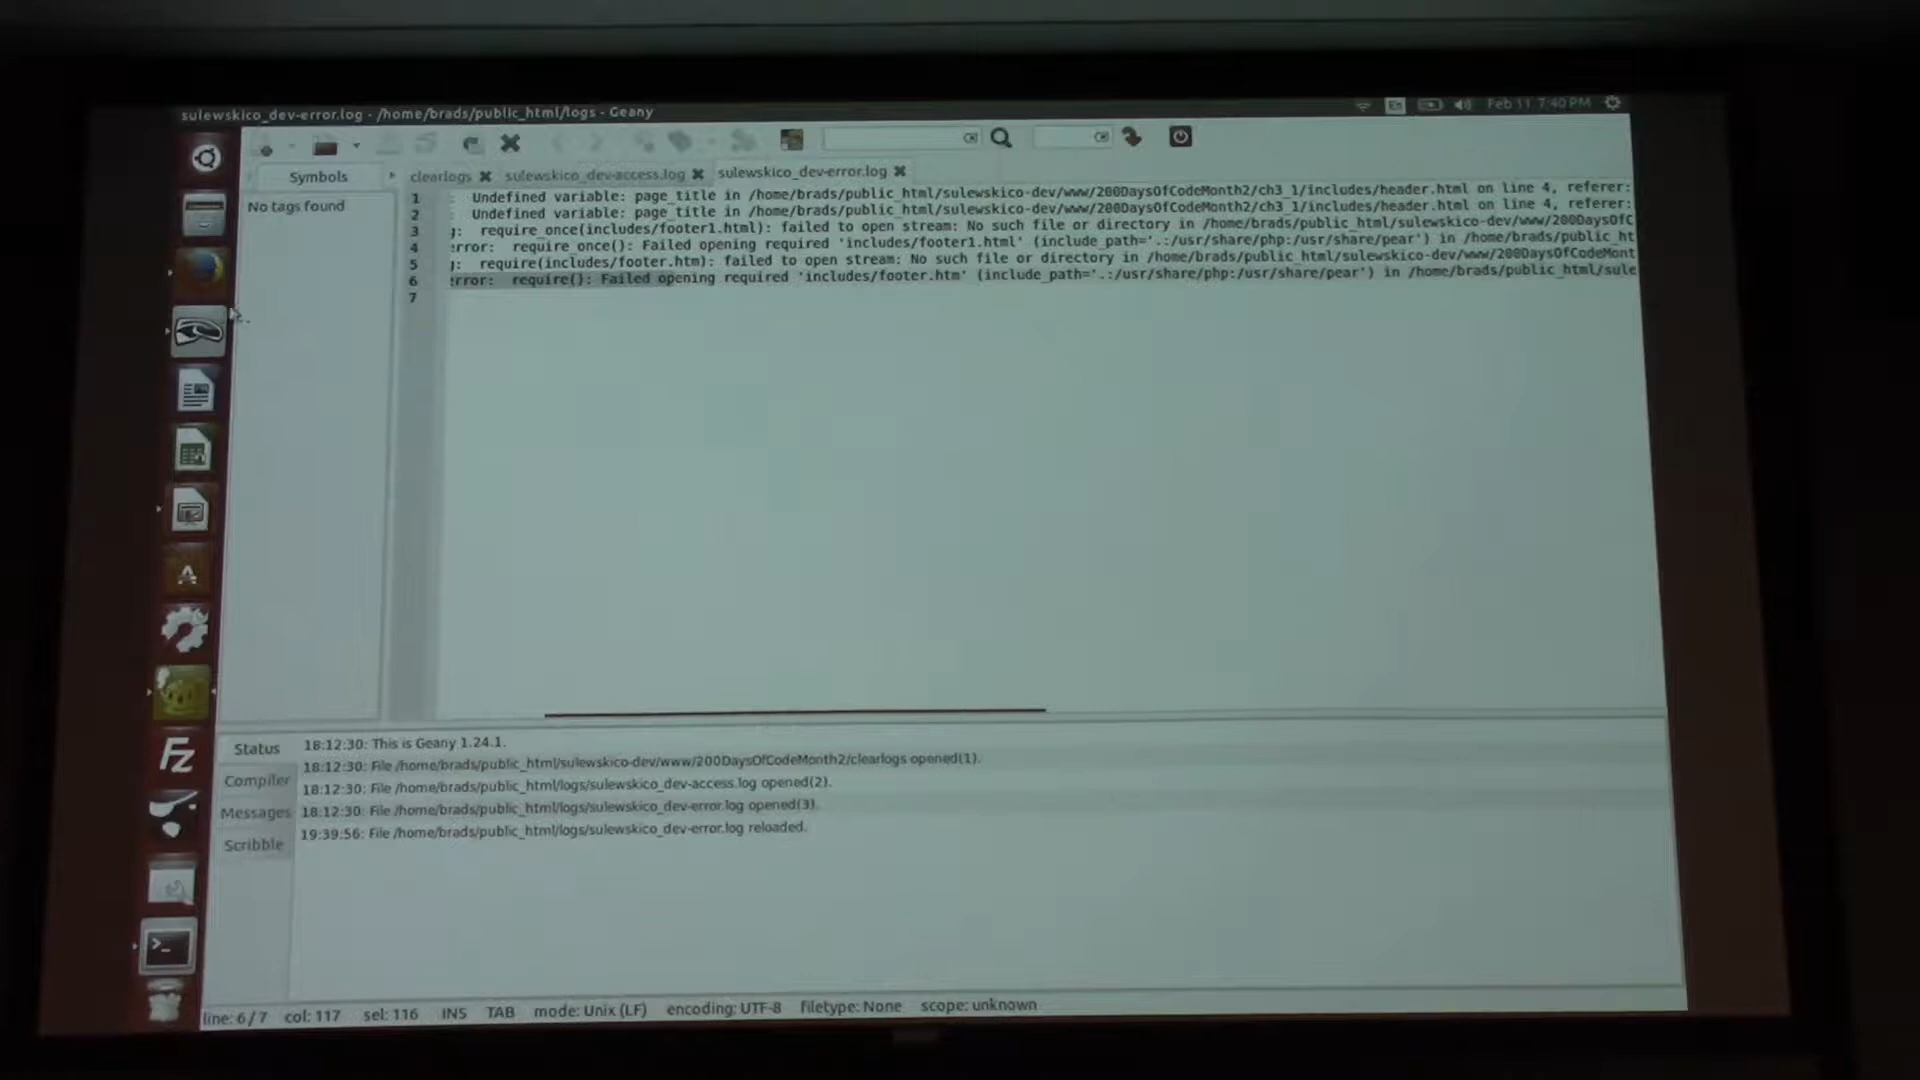 sulewskico_dev-error.log - /home/brads/public_html/logs - Geany
En
Feb 11 7:40 PM
Symbols
clearlogs
sulewskico_dev-access.log
sulewskico_dev-error.log
No tags found
1 : Undefined variable: page_title in /home/brads/public_html/sulewskico-dev/www/200DaysOfCodeMonth2/ch3_1/includes/header.html on line 4, referer:
2 : Undefined variable: page_title in /home/brads/public_html/sulewskico-dev/www/200DaysOfCodeMonth2/ch3_1/includes/header.html on line 4, referer:
3 g: require_once(includes/footer1.html): failed to open stream: No such file or directory in /home/brads/public_html/sulewskico-dev/www/200DaysOfC
4 error: require_once(): Failed opening required 'includes/footer1.html' (include_path='.:/usr/share/php:/usr/share/pear') in /home/brads/public_ht
5 g: require(includes/footer.htm): failed to open stream: No such file or directory in /home/brads/public_html/sulewskico-dev/www/200DaysOfCodeMont
6 error: require(): Failed opening required 'includes/footer.htm' (include_path='.:/usr/share/php:/usr/share/pear') in /home/brads/public_html/sule
7
Status
Compiler
Messages
Scribble
18:12:30: This is Geany 1.24.1.
18:12:30: File /home/brads/public_html/sulewskico-dev/www/200DaysOfCodeMonth2/clearlogs opened(1).
18:12:30: File /home/brads/public_html/logs/sulewskico_dev-access.log opened(2).
18:12:30: File /home/brads/public_html/logs/sulewskico_dev-error.log opened(3).
19:39:56: File /home/brads/public_html/logs/sulewskico_dev-error.log reloaded.
A
FZ
>_
line: 6 / 7 col: 117 sel: 116 INS TAB mode: Unix (LF) encoding: UTF-8 filetype: None scope: unknown